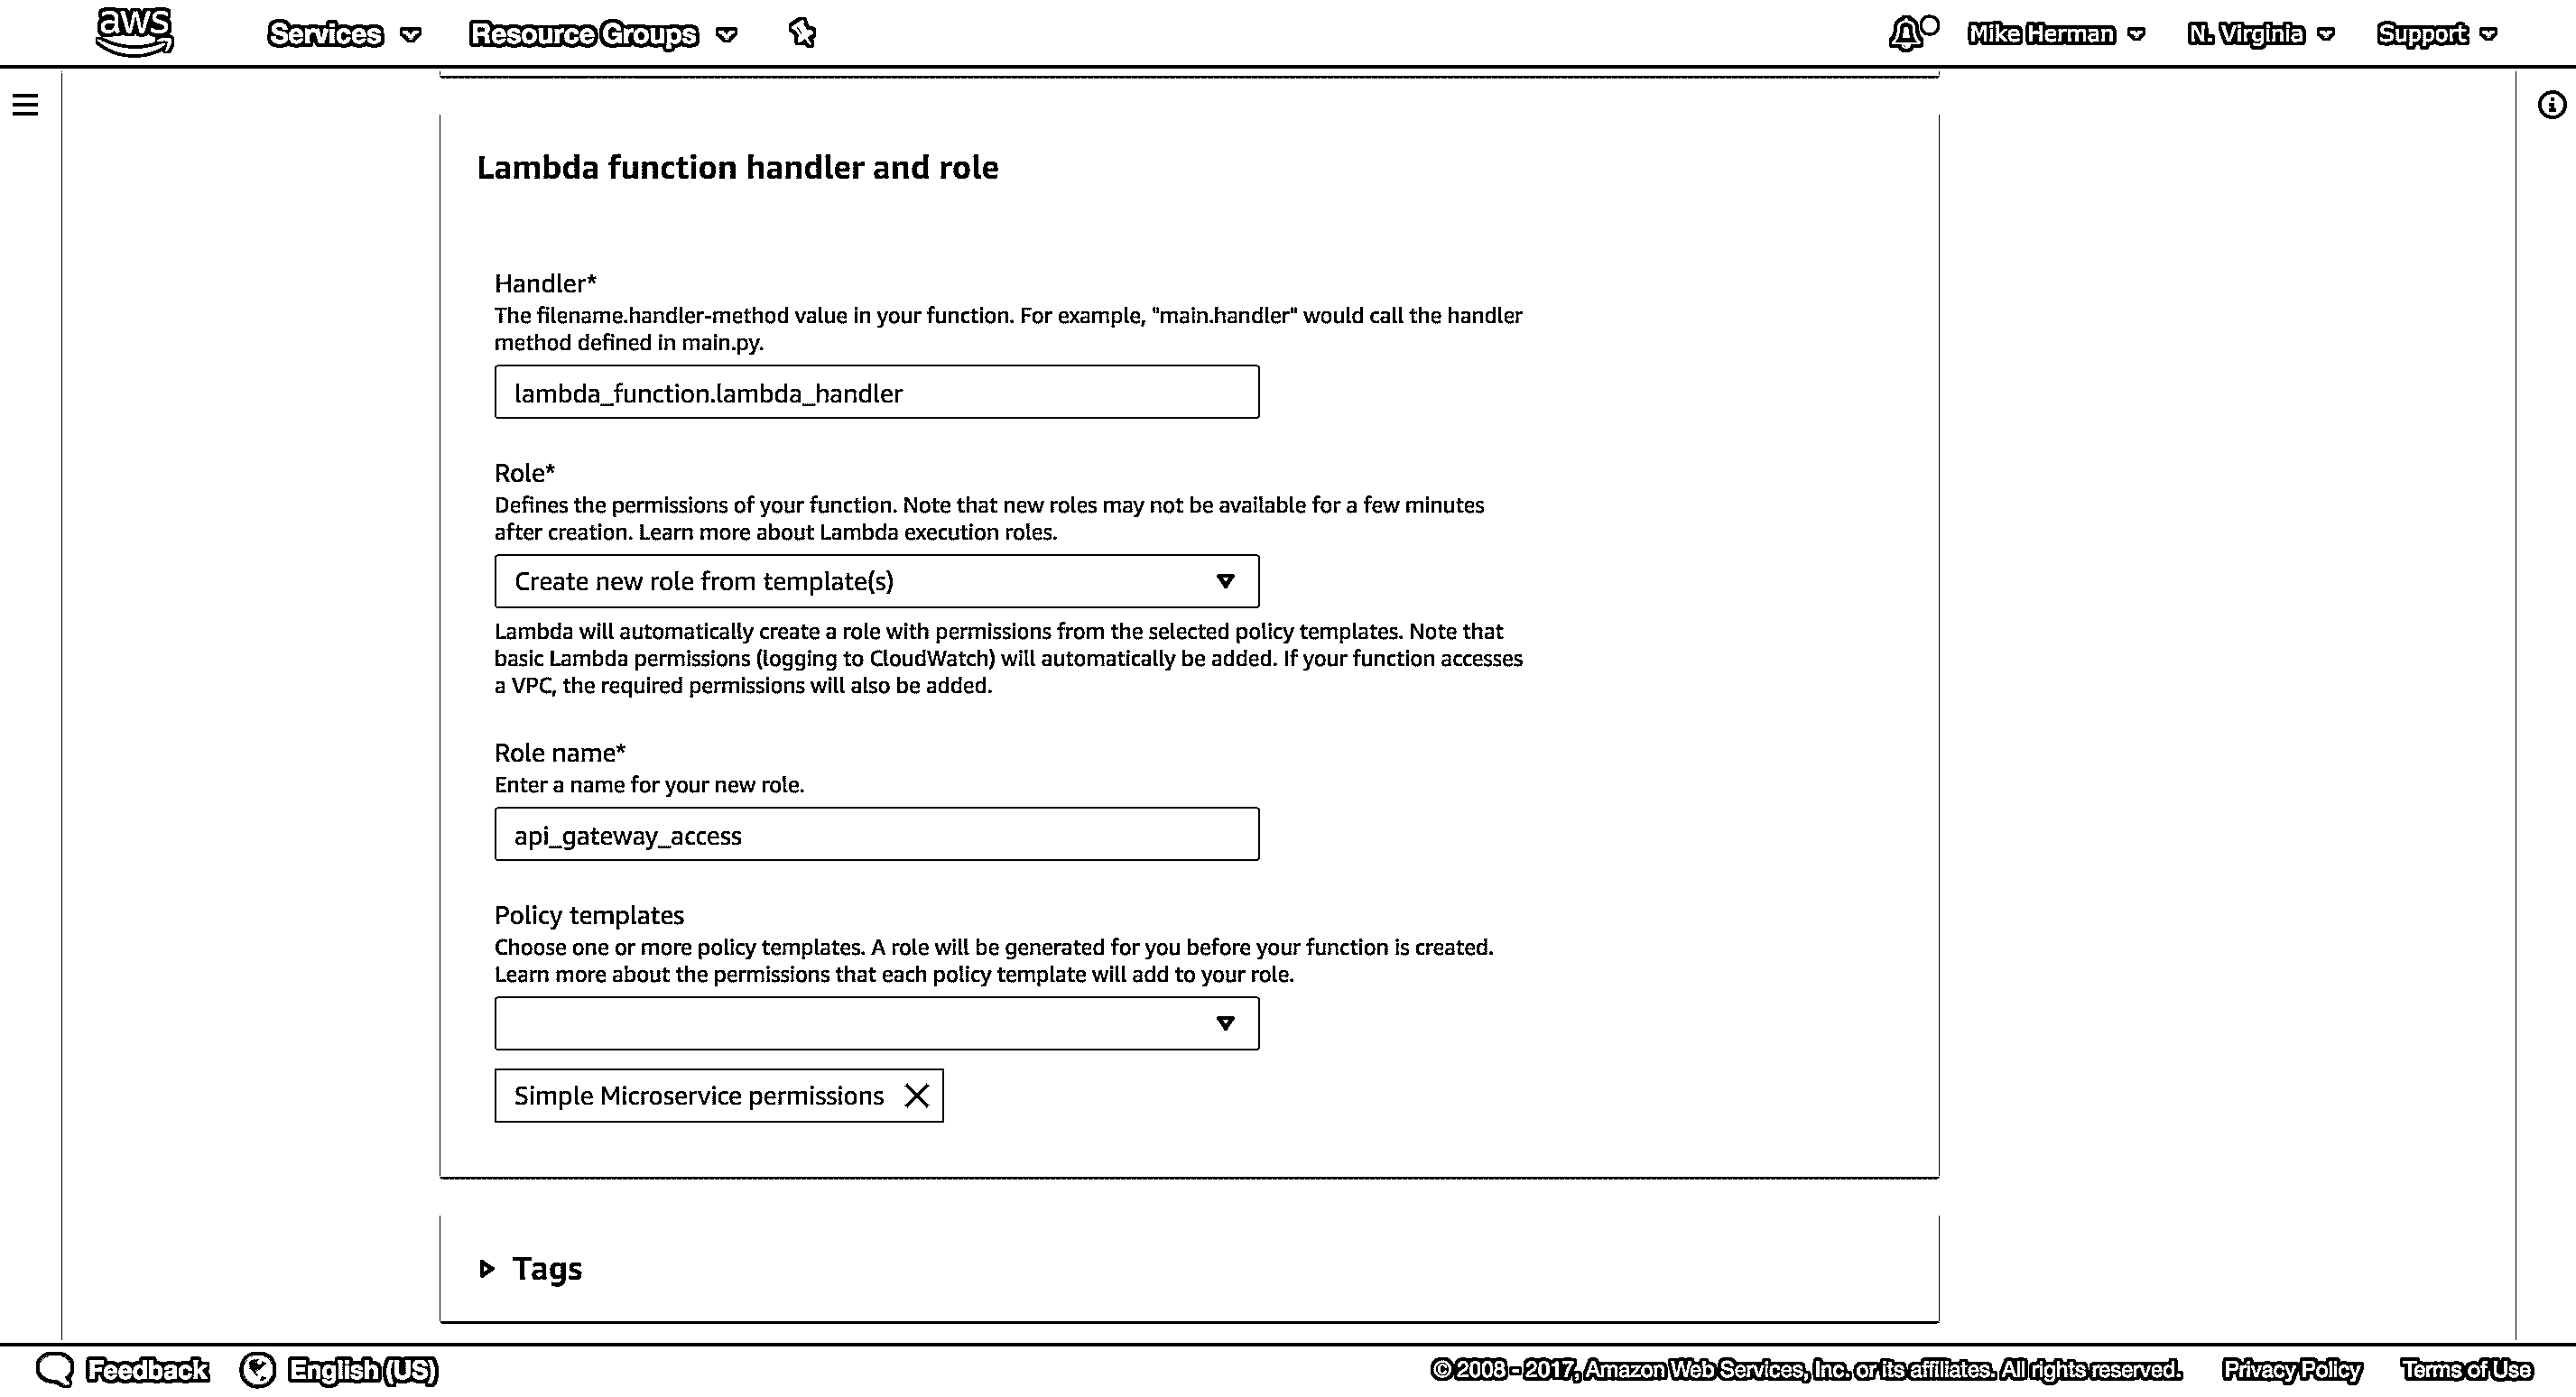 aws Services Resource Groups Mike Herman N. Virginia Support
Lambda function handler and role
Handler*
The filename.handler-method value in your function. For example, "main.handler" would call the handler
method defined in main.py.
lambda_function.lambda_handler
Role*
Defines the permissions of your function. Note that new roles may not be available for a few minutes
after creation. Learn more about Lambda execution roles.
Create new role from template(s)
Lambda will automatically create a role with permissions from the selected policy templates. Note that
basic Lambda permissions (logging to CloudWatch) will automatically be added. If your function accesses
a VPC, the required permissions will also be added.
Role name*
Enter a name for your new role.
api_gateway_access
Policy templates
Choose one or more policy templates. A role will be generated for you before your function is created.
Learn more about the permissions that each policy template will add to your role.
Simple Microservice permissions
Tags
Feedback English (US) © 2008 - 2017, Amazon Web Services, Inc. or its affiliates. All rights reserved. Privacy Policy Terms of Use